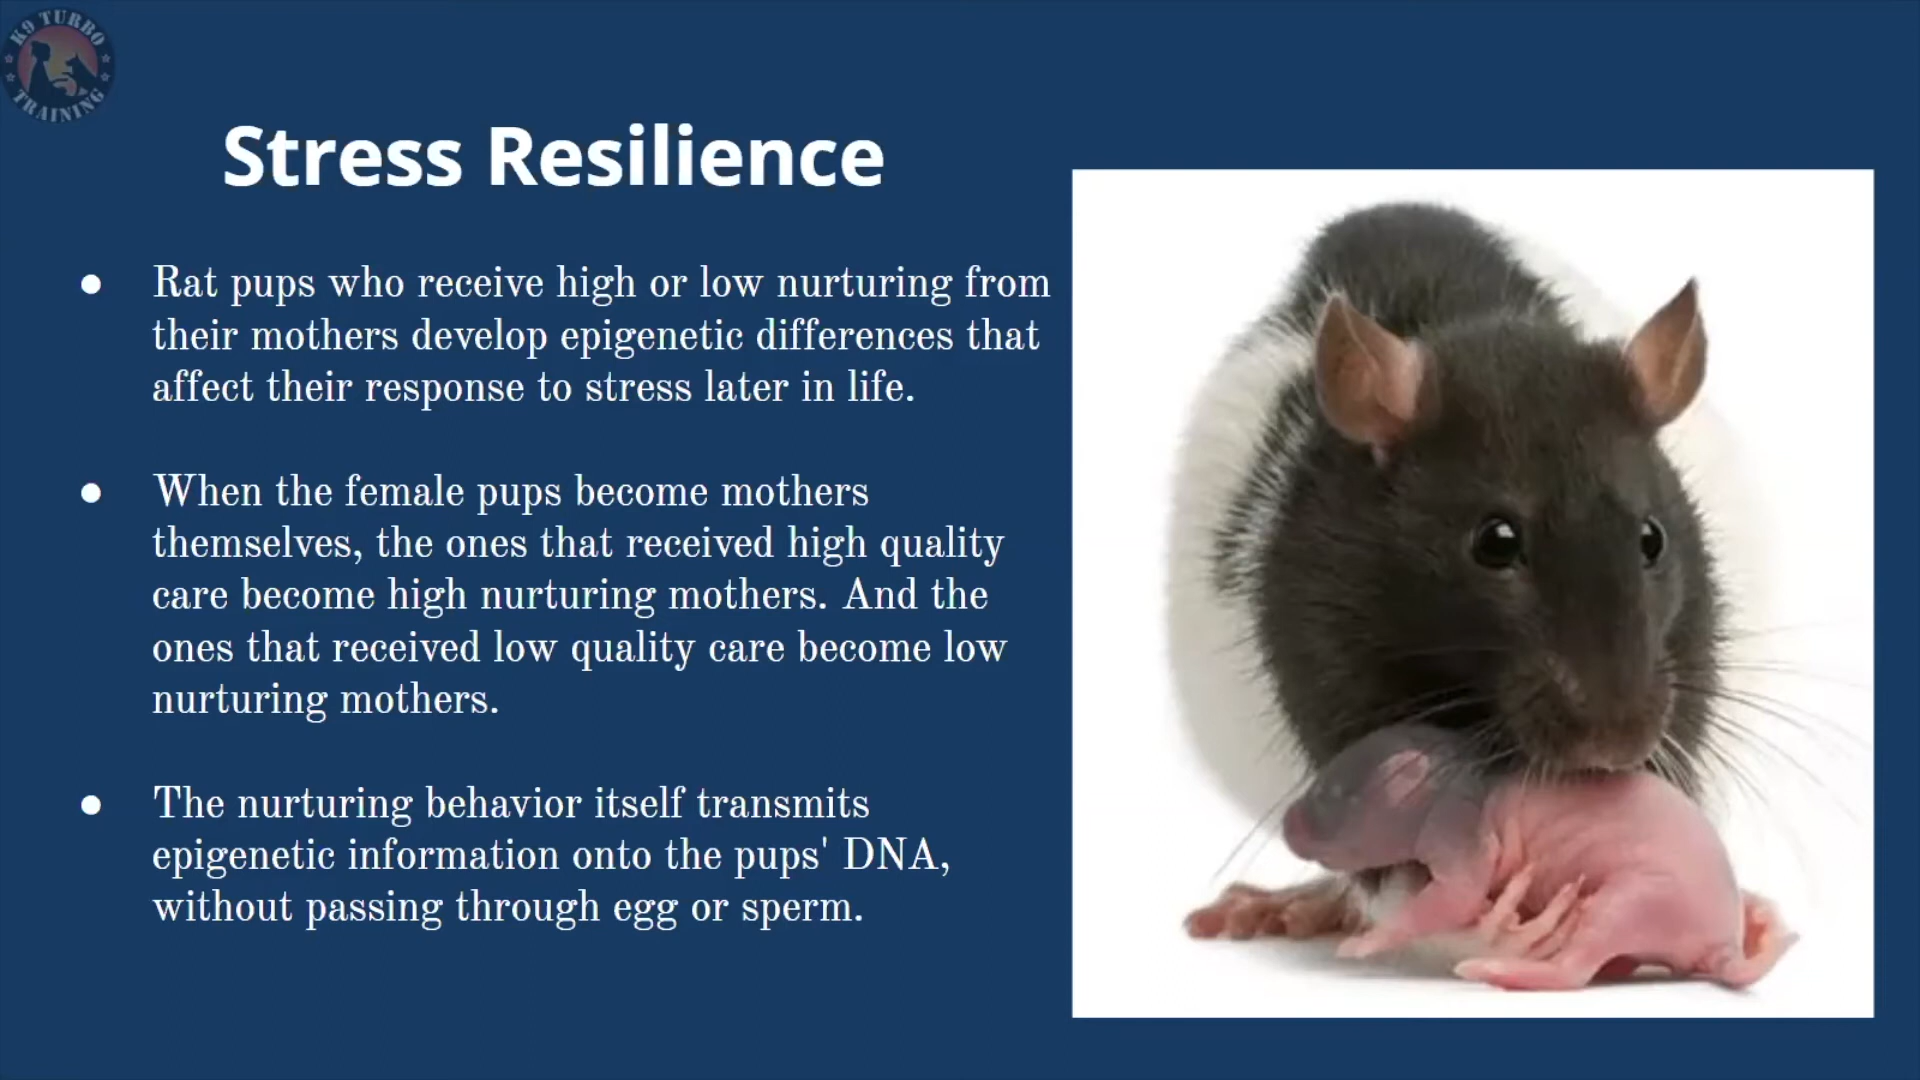 K9 TURBO
TRAINING
Stress Resilience
● Rat pups who receive high or low nurturing from
their mothers develop epigenetic differences that
affect their response to stress later in life.
● When the female pups become mothers
themselves, the ones that received high quality
care become high nurturing mothers. And the
ones that received low quality care become low
nurturing mothers.
● The nurturing behavior itself transmits
epigenetic information onto the pups' DNA,
without passing through egg or sperm.